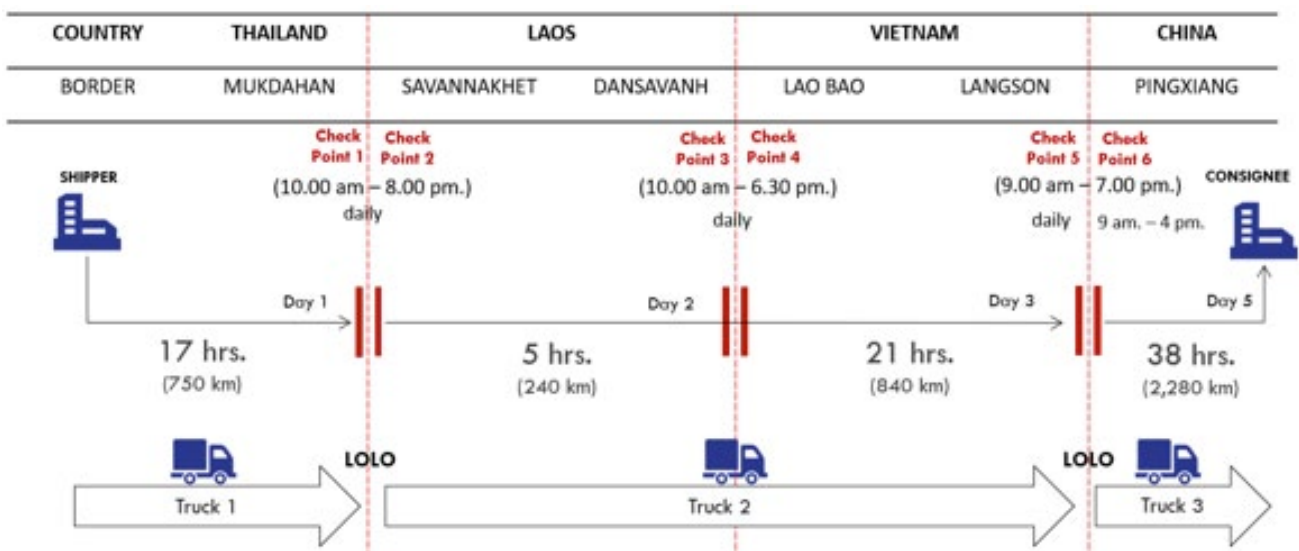 COUNTRY THAILAND LAOS VIETNAM CHINA
BORDER MUKDAHAN SAVANNAKHET DANSAVANH LAO BAO LANGSON PINGXIANG
Check Point 1
Check Point 2
(10.00 am – 8.00 pm.)
daily
Check Point 3
Check Point 4
(10.00 am – 6.30 pm.)
daily
Check Point 5
Check Point 6
(9.00 am – 7.00 pm.)
daily 9 am. – 4 pm.
SHIPPER
CONSIGNEE
Day 1 Day 2 Day 3 Day 5
17 hrs. 5 hrs. 21 hrs. 38 hrs.
(750 km) (240 km) (840 km) (2,280 km)
LOLO LOLO
Truck 1 Truck 2 Truck 3